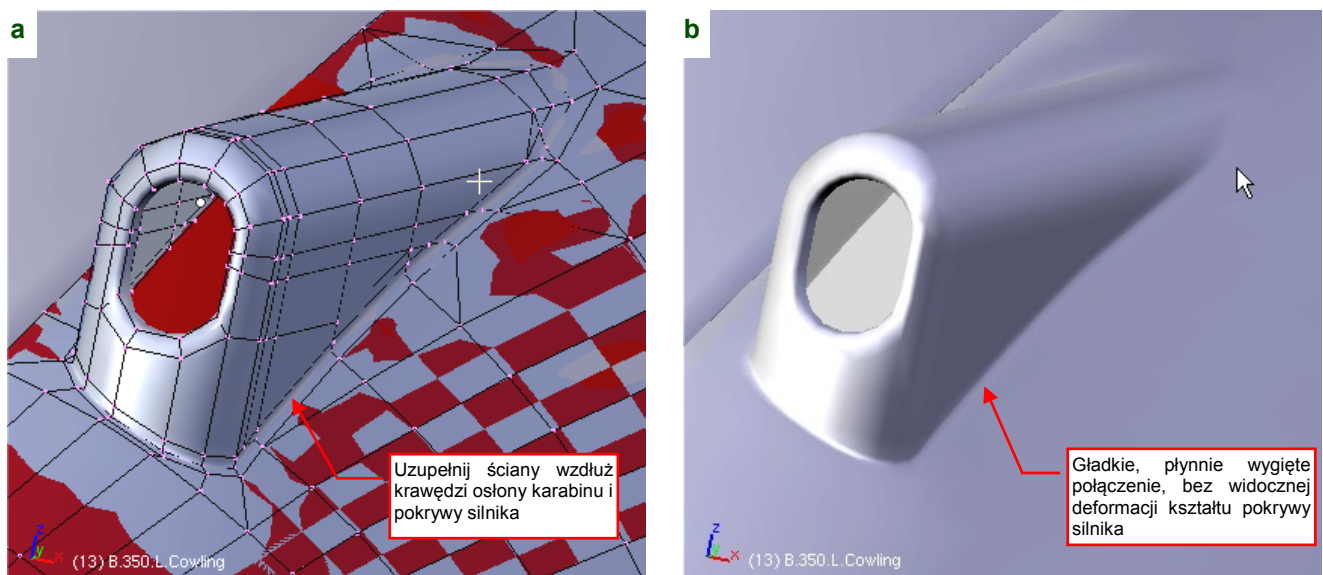 a
Uzupełnij ściany wzdłuż
krawędzi osłony karabinu i
pokrywy silnika
z
y
x
(13) B.350.L.Cowling
b
Gładkie, płynnie wygięte
połączenie, bez widocznej
deformacji kształtu pokrywy
silnika
z
y
x
(13) B.350.L.Cowling